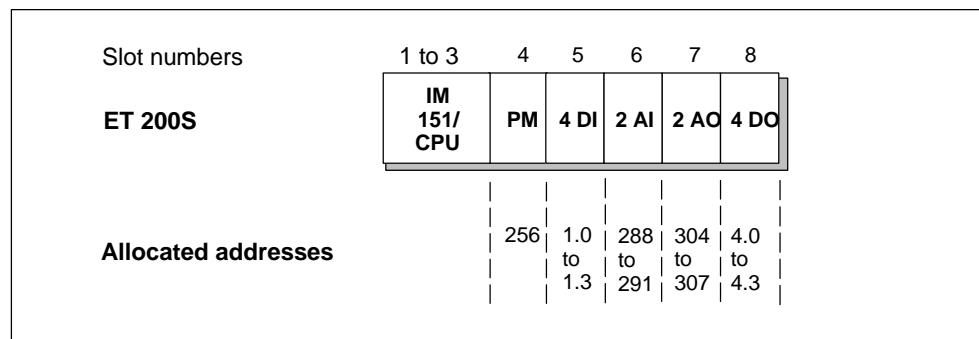 Slot numbers 1 to 3 4 5 6 7 8
ET 200S
IM
151/
CPU
PM 4 DI 2 AI 2 AO 4 DO
Allocated addresses
256 1.0 288 304 4.0
to to to to
1.3 291 307 4.3